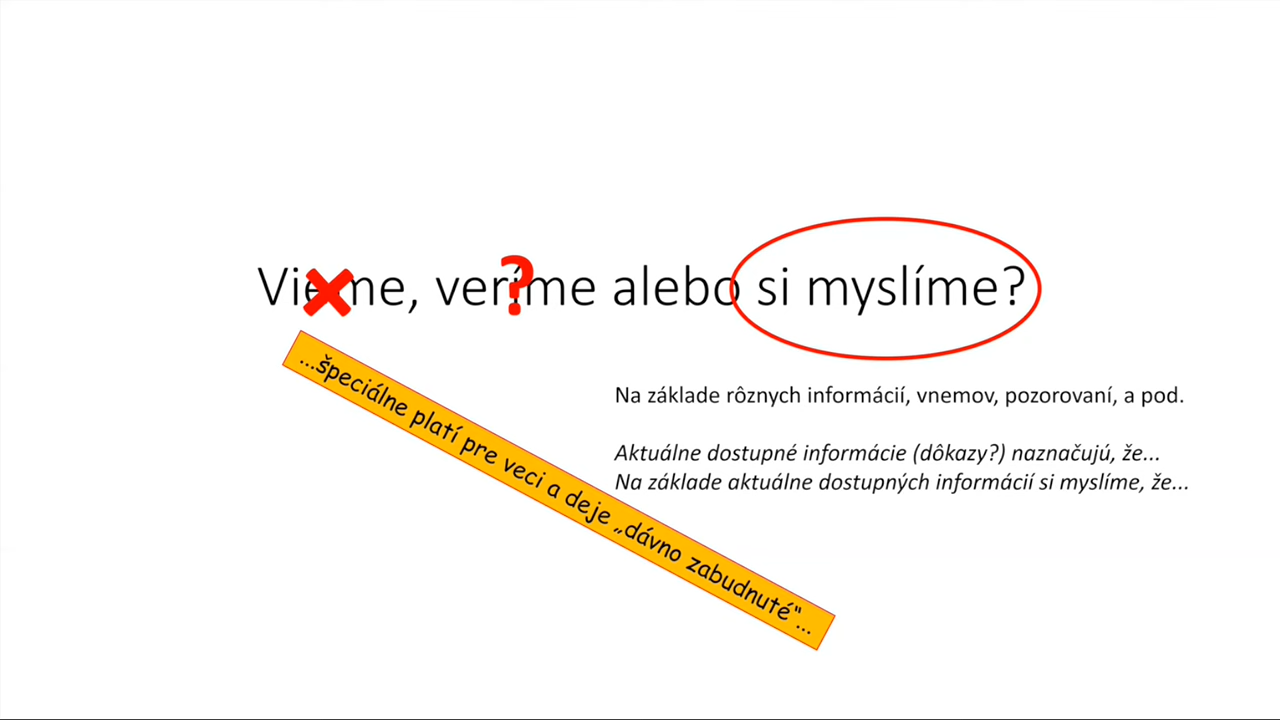 Vieme, veríme alebo si myslíme?
?
Na základe rôznych informácií, vnemov, pozorovaní, a pod.
Aktuálne dostupné informácie (dôkazy?) naznačujú, že...
Na základe aktuálne dostupných informácií si myslíme, že...
...špeciálne platí pre veci a deje „dávno zabudnuté“...